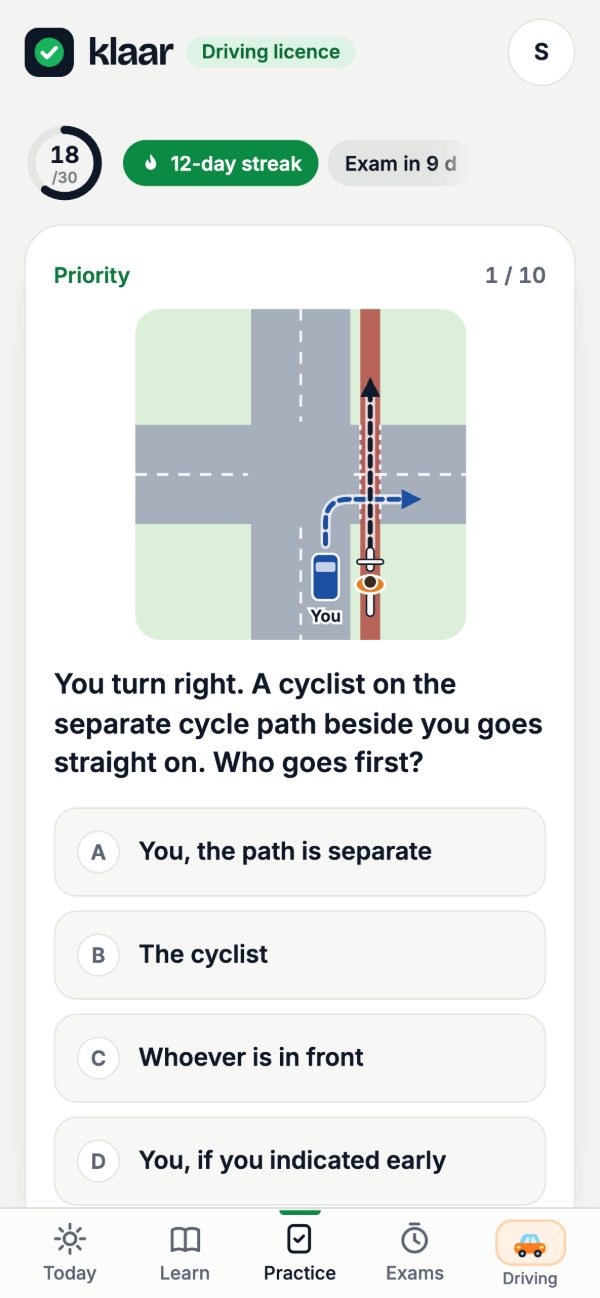 klaar
Driving licence
S
18
/30
12-day streak
Exam in 9 d
Priority
1 / 10
You
You turn right. A cyclist on the
separate cycle path beside you goes
straight on. Who goes first?
A You, the path is separate
B The cyclist
C Whoever is in front
D You, if you indicated early
Today
Learn
Practice
Exams
Driving